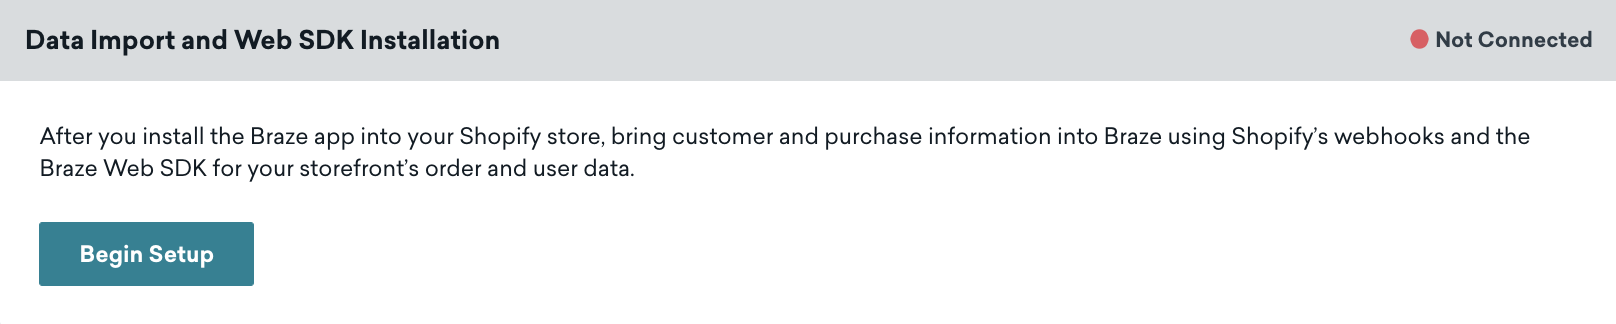 Data Import and Web SDK Installation
Not Connected
After you install the Braze app into your Shopify store, bring customer and purchase information into Braze using Shopify’s webhooks and the
Braze Web SDK for your storefront’s order and user data.
Begin Setup